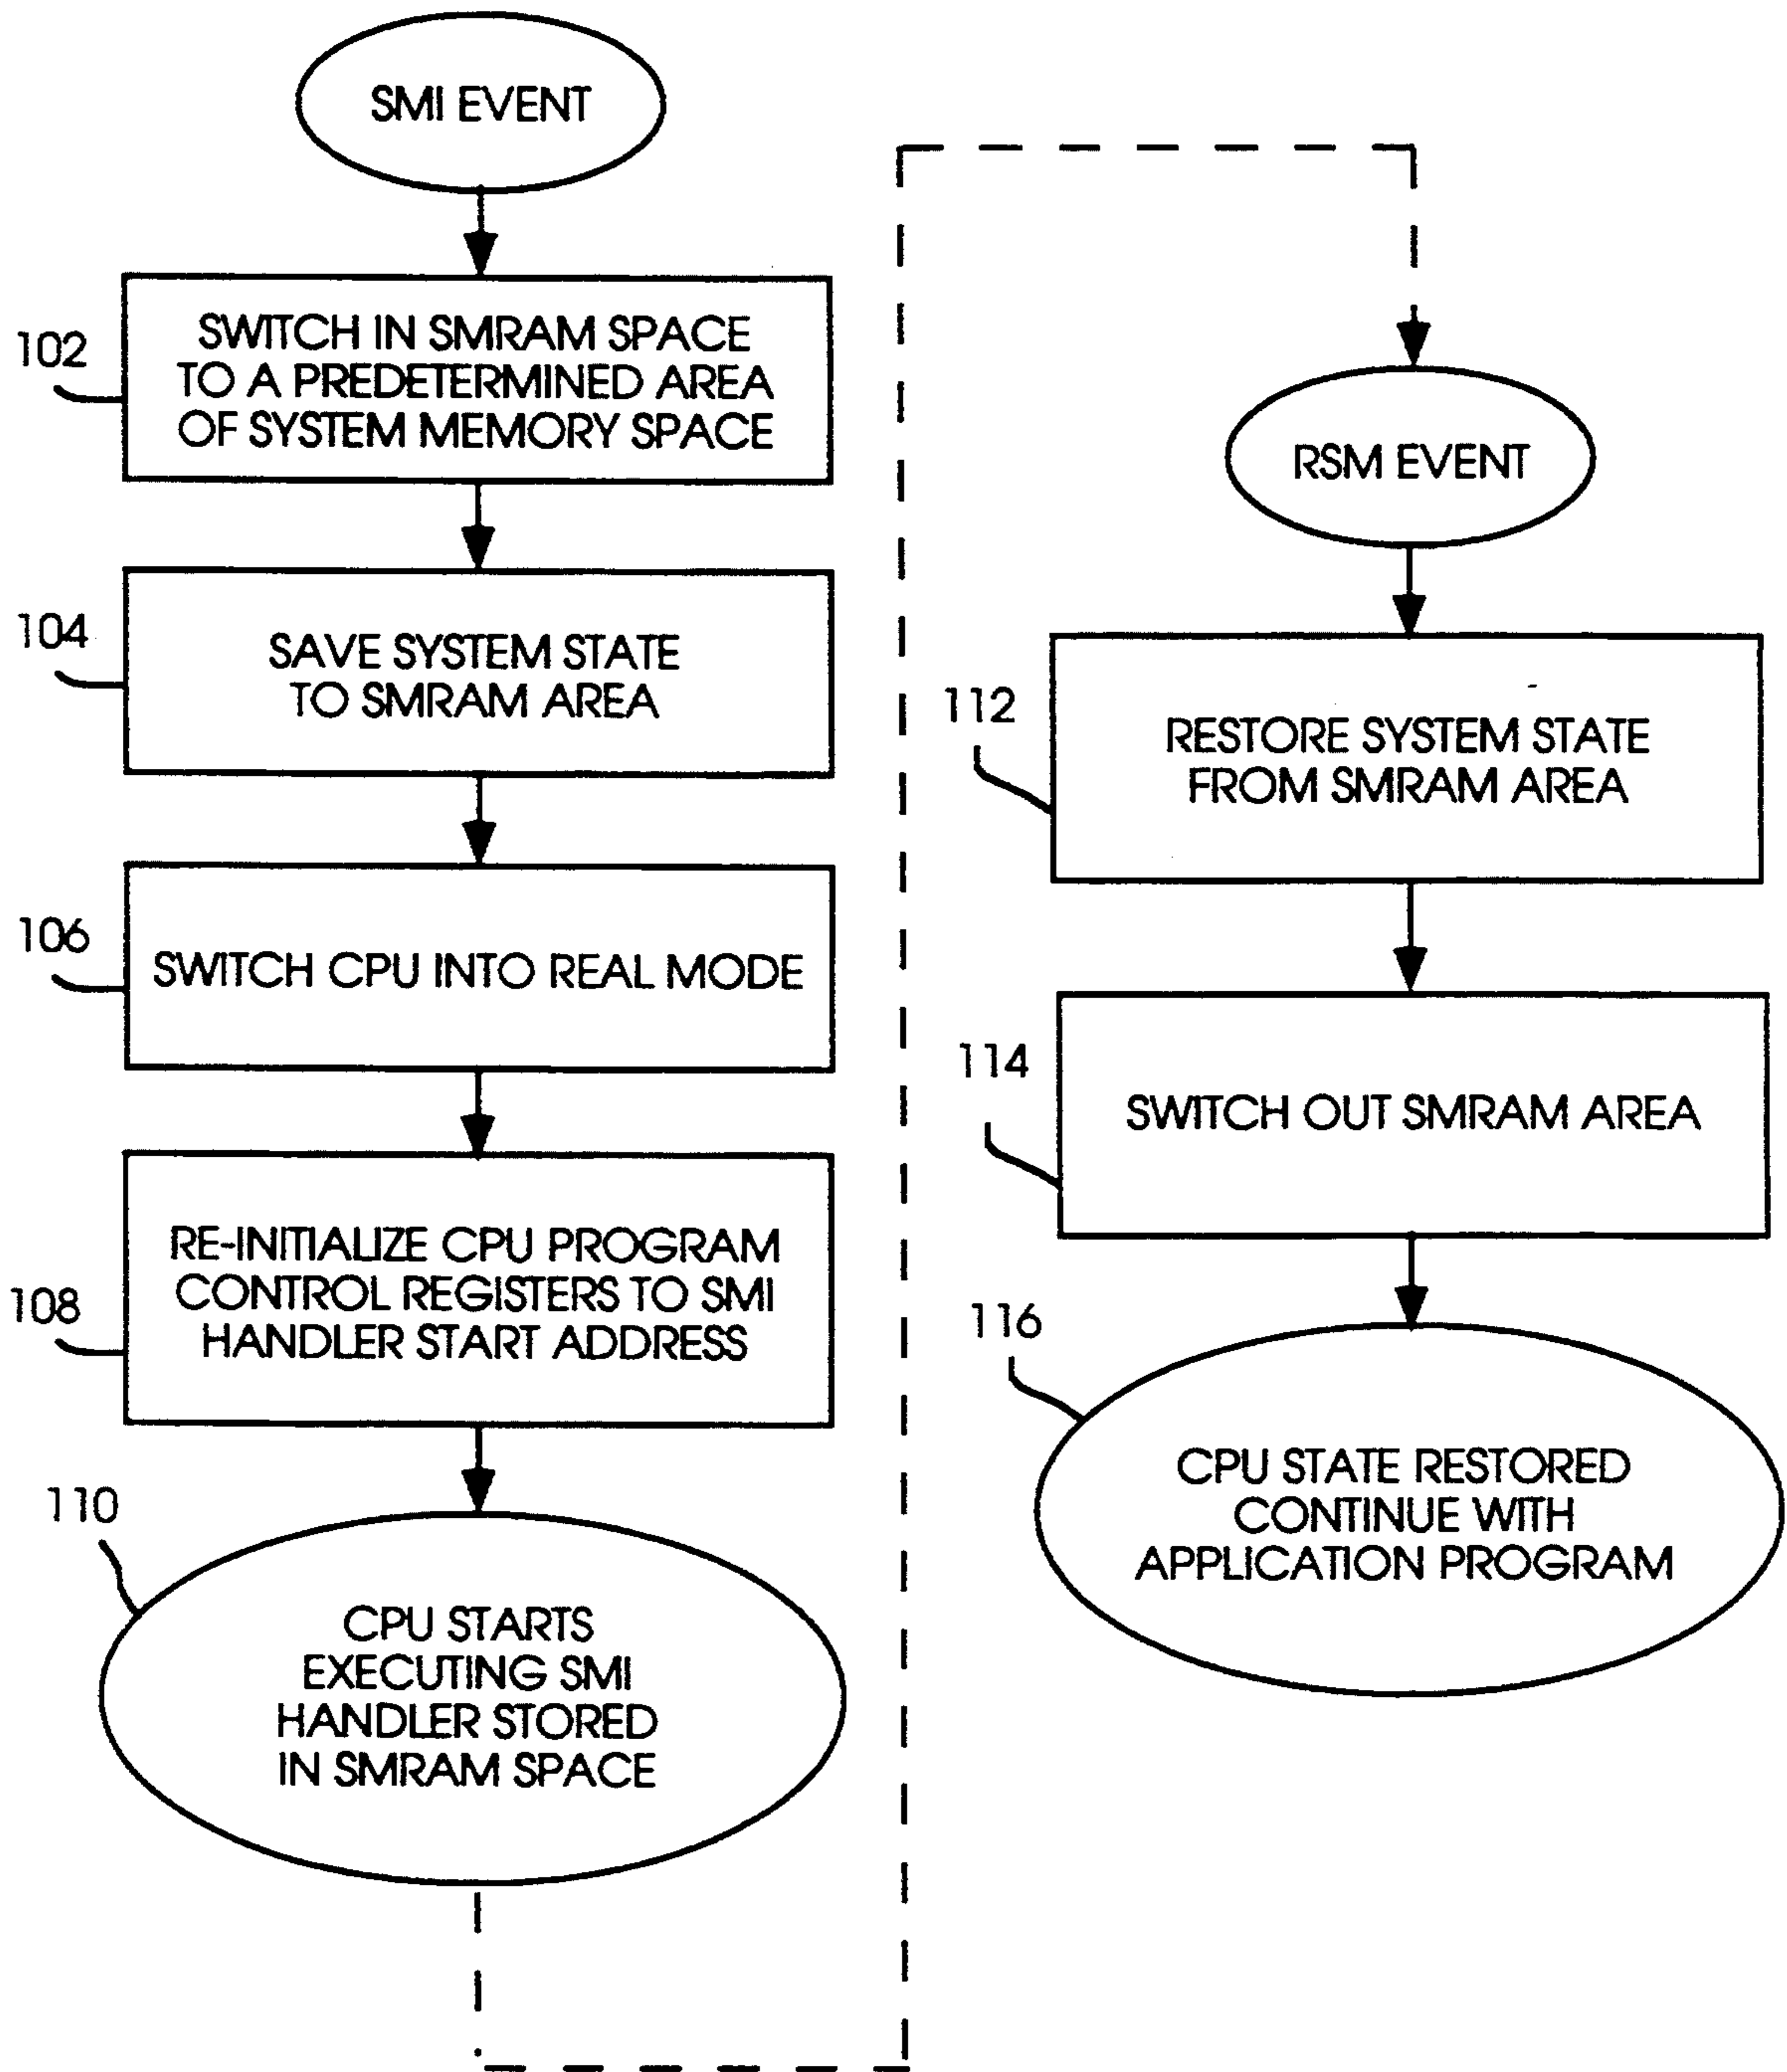 SMI EVENT
102
SWITCH IN SMRAM SPACE
TO A PREDETERMINED AREA
OF SYSTEM MEMORY SPACE
104
SAVE SYSTEM STATE
TO SMRAM AREA
106
SWITCH CPU INTO REAL MODE
108
RE-INITIALIZE CPU PROGRAM
CONTROL REGISTERS TO SMI
HANDLER START ADDRESS
110
CPU STARTS
EXECUTING SMI
HANDLER STORED
IN SMRAM SPACE
RSM EVENT
112
RESTORE SYSTEM STATE
FROM SMRAM AREA
114
SWITCH OUT SMRAM AREA
116
CPU STATE RESTORED
CONTINUE WITH
APPLICATION PROGRAM